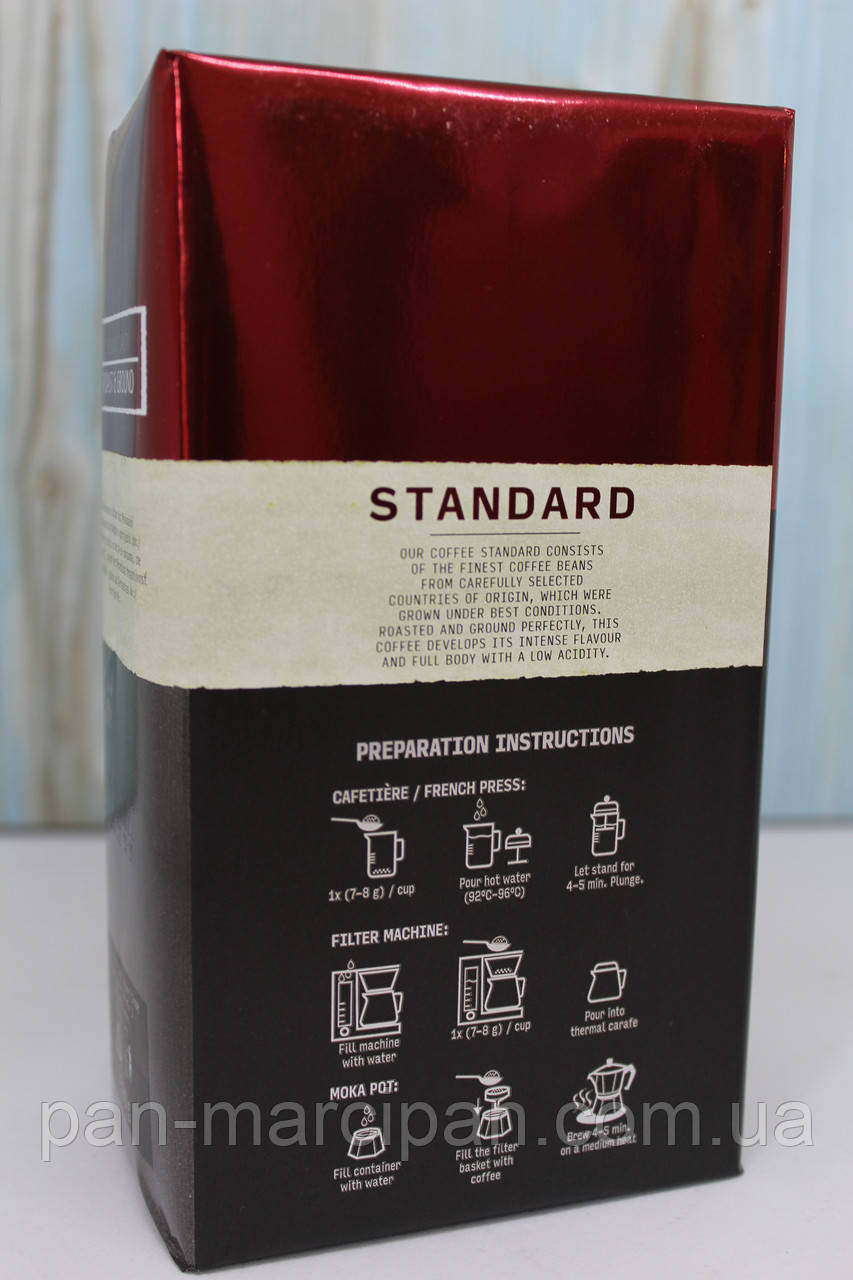 & GROUND
STANDARD
OUR COFFEE STANDARD CONSISTS
OF THE FINEST COFFEE BEANS
FROM CAREFULLY SELECTED
COUNTRIES OF ORIGIN, WHICH WERE
GROWN UNDER BEST CONDITIONS.
ROASTED AND GROUND PERFECTLY, THIS
COFFEE DEVELOPS ITS INTENSE FLAVOUR
AND FULL BODY WITH A LOW ACIDITY.
PREPARATION INSTRUCTIONS
CAFETIÈRE / FRENCH PRESS:
1x (7–8 g) / cup
Pour hot water
(92ºC–96ºC)
Let stand for
4–5 min. Plunge.
FILTER MACHINE:
Fill machine
with water
1x (7–8 g) / cup
Pour into
thermal carafe
MOKA POT:
Fill container
with water
Fill the filter
basket with
coffee
Brew 4–5 min.
on a medium heat
pan-marcipan.com.ua